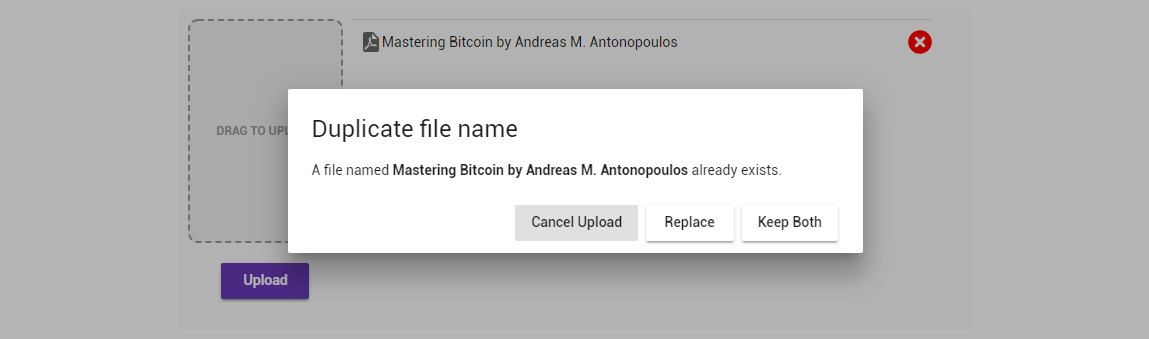 Mastering Bitcoin by Andreas M. Antonopoulos
DRAG TO UPL
Duplicate file name
A file named Mastering Bitcoin by Andreas M. Antonopoulos already exists.
Cancel Upload Replace Keep Both
Upload